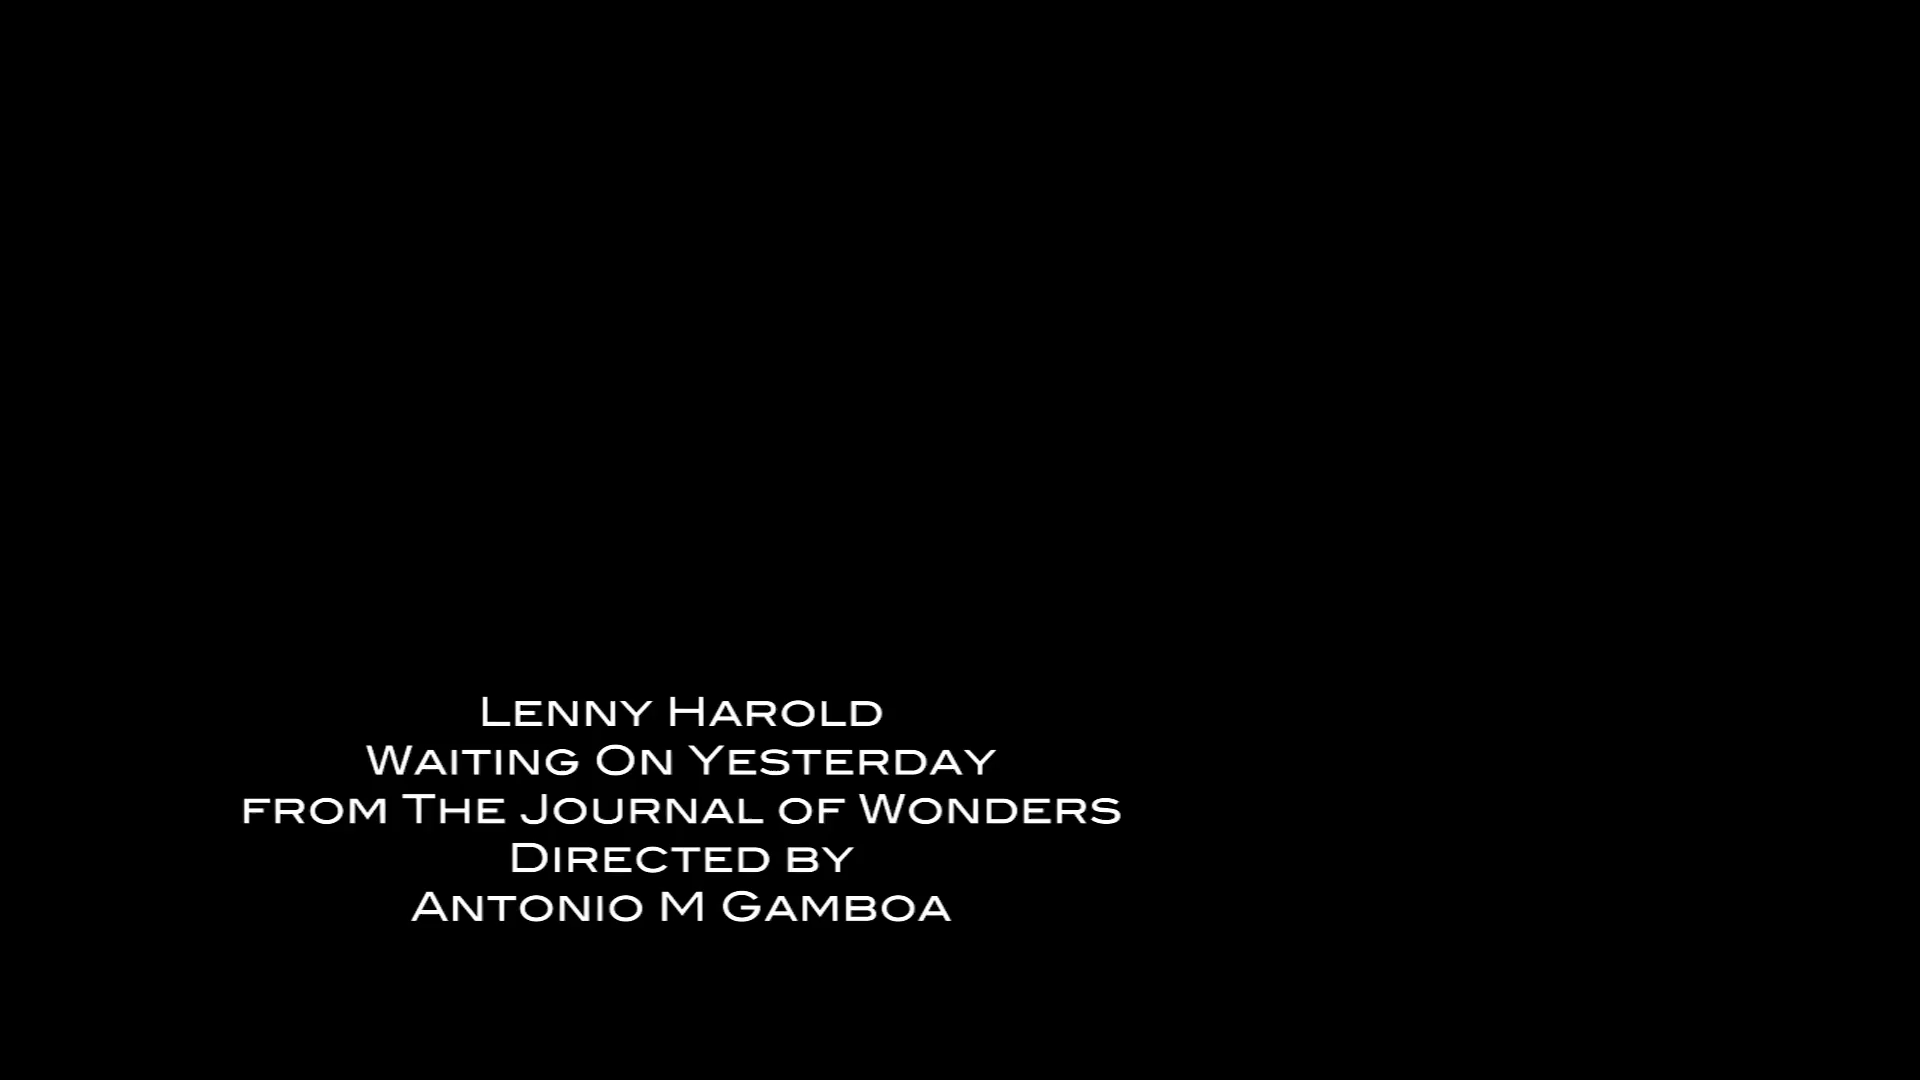 Lenny Harold
Waiting On Yesterday
from The Journal of Wonders
Directed by
Antonio M Gamboa